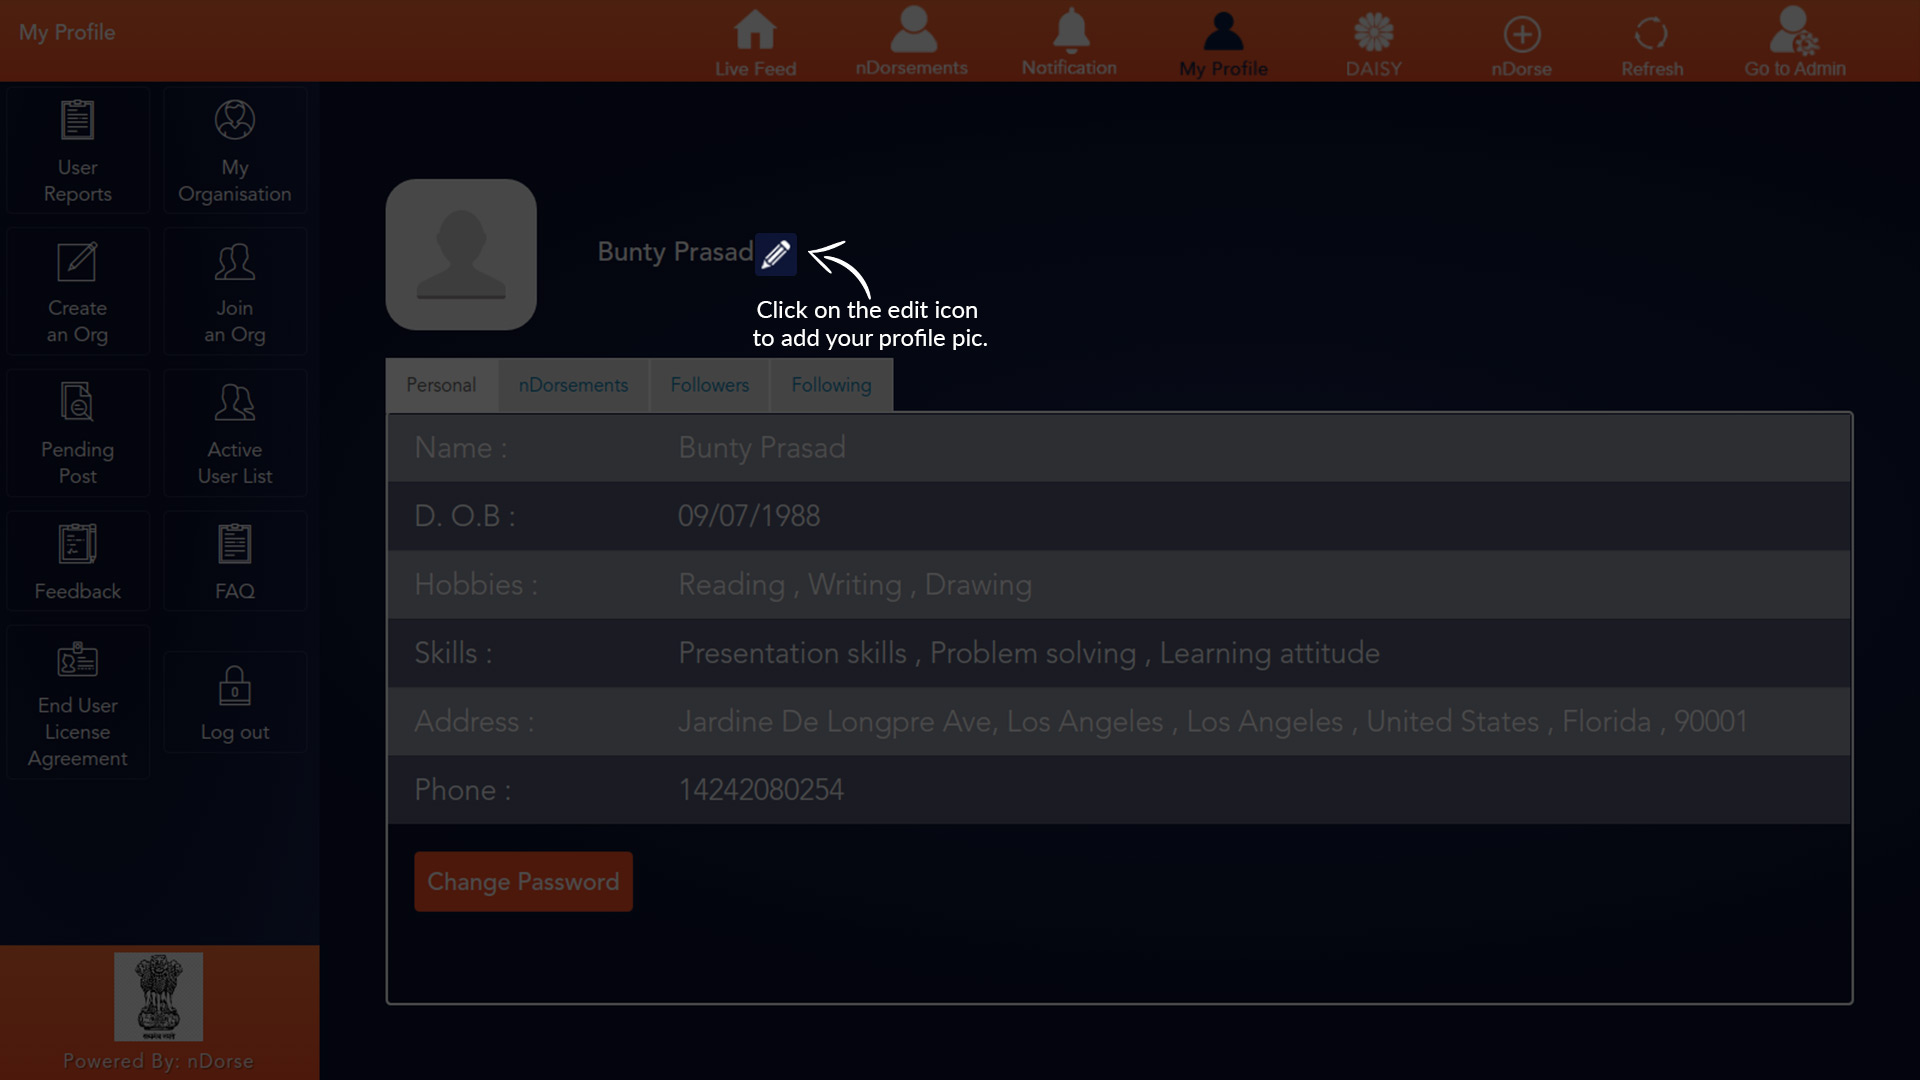 My Profile
Live Feed
nDorsements
Notification
My Profile
DAISY
nDorse
Refresh
Go to Admin
User
Reports
My
Organisation
Create
an Org
Join
an Org
Pending
Post
Active
User List
Feedback
FAQ
End User
License
Agreement
Log out
Powered By: nDorse
Bunty Prasad
Click on the edit icon
to add your profile pic.
Personal
nDorsements
Followers
Following
Name : Bunty Prasad
D. O.B : 09/07/1988
Hobbies : Reading , Writing , Drawing
Skills : Presentation skills , Problem solving , Learning attitude
Address : Jardine De Longpre Ave, Los Angeles , Los Angeles , United States , Florida , 90001
Phone : 14242080254
Change Password